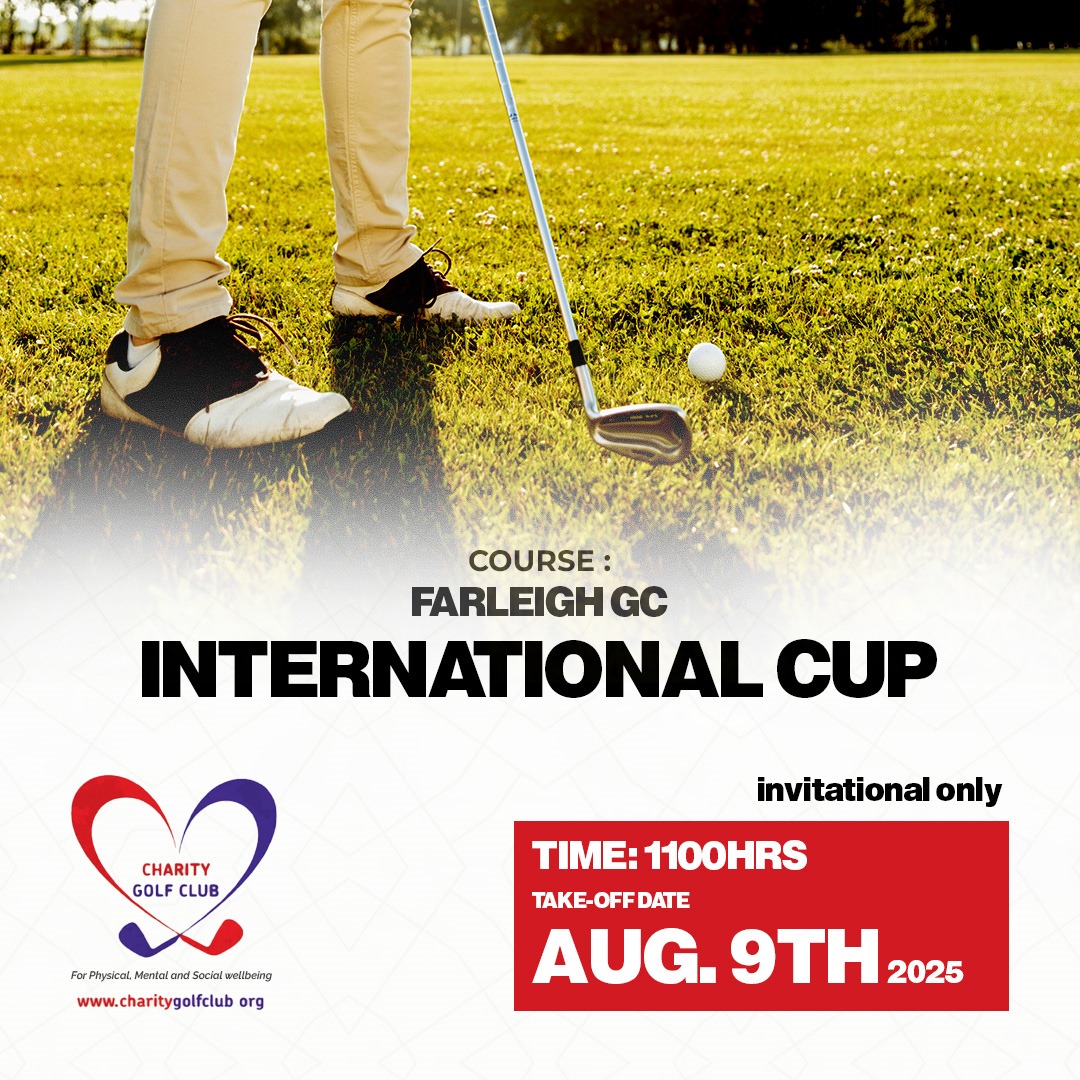 COURSE :
FARLEIGH GC
INTERNATIONAL CUP
invitational only
TIME: 1100HRS
TAKE-OFF DATE
AUG. 9TH 2025
CHARITY
GOLF CLUB
For Physical, Mental and Social wellbeing
www.charitygolfclub org